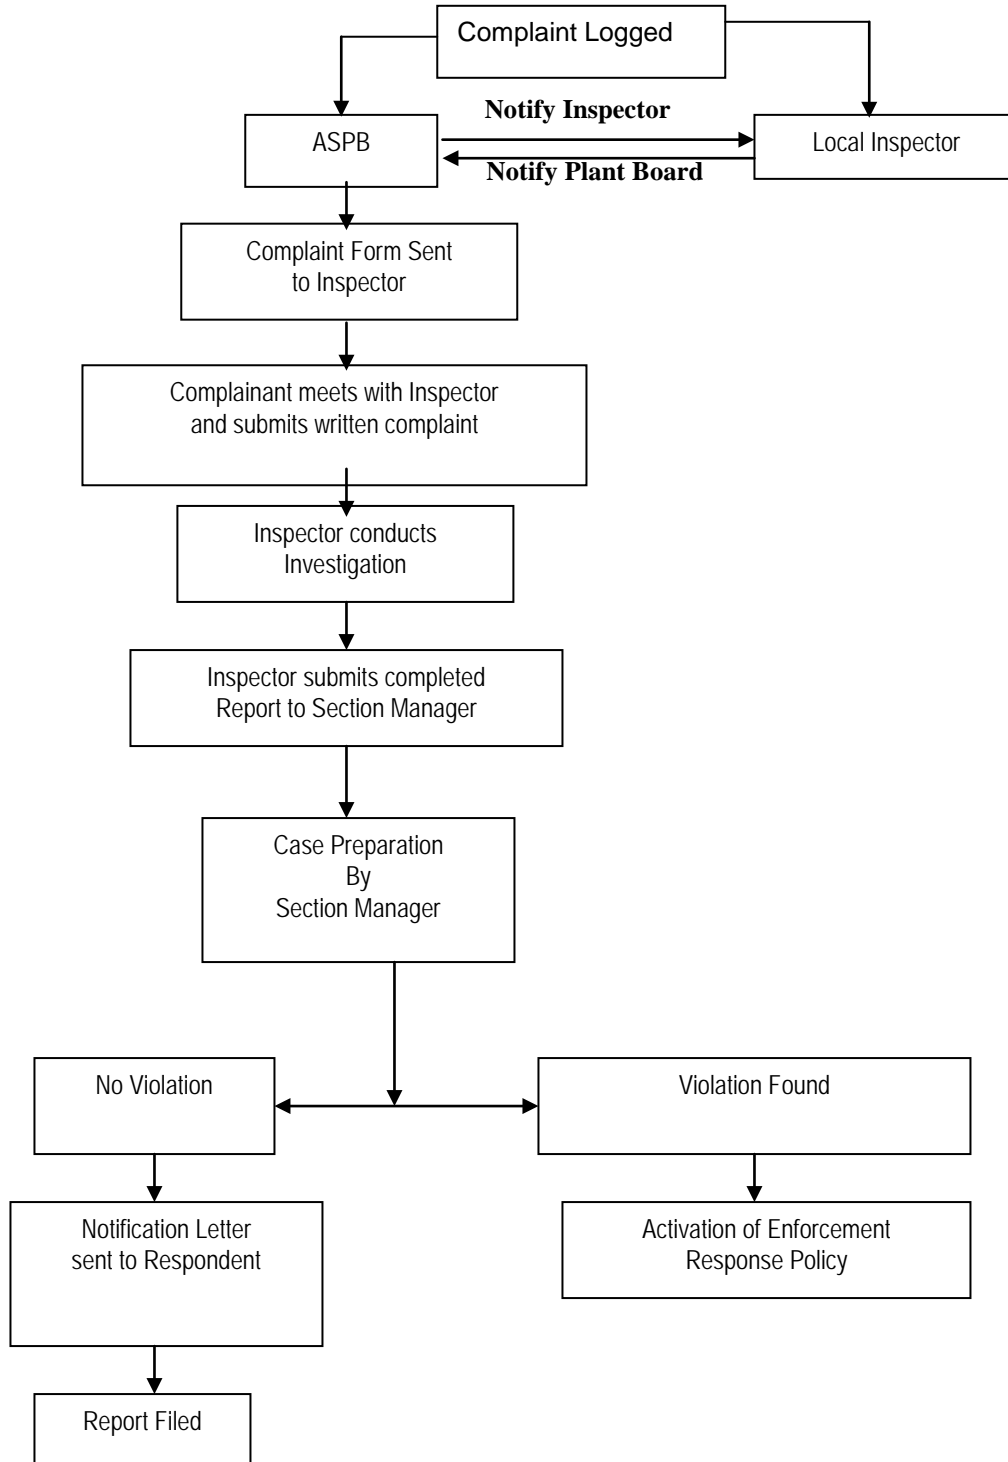 Complaint Logged
Notify Inspector
ASPB
Local Inspector
Notify Plant Board
Complaint Form Sent
to Inspector
Complainant meets with Inspector
and submits written complaint
Inspector conducts
Investigation
Inspector submits completed
Report to Section Manager
Case Preparation
By
Section Manager
No Violation
Violation Found
Notification Letter
sent to Respondent
Activation of Enforcement
Response Policy
Report Filed